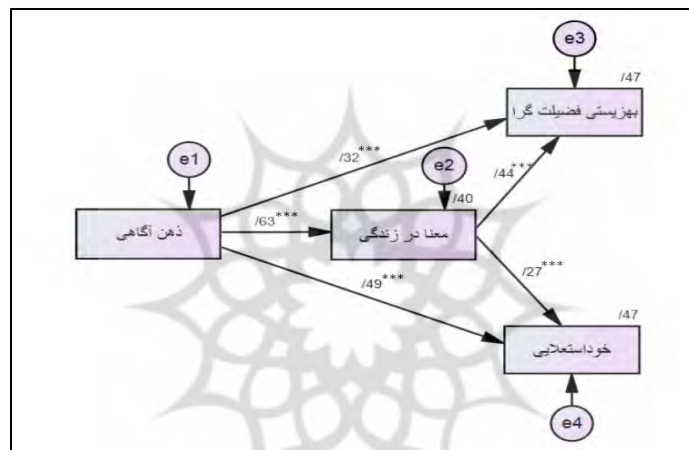 e3
/47
بهزیستی فضیلت گرا
/32***
e2
/44***
e1
/40
/63***
ذهن آگاهی
معنا در زندگی
/49***
/27***
/47
خوداستعلایی
e4